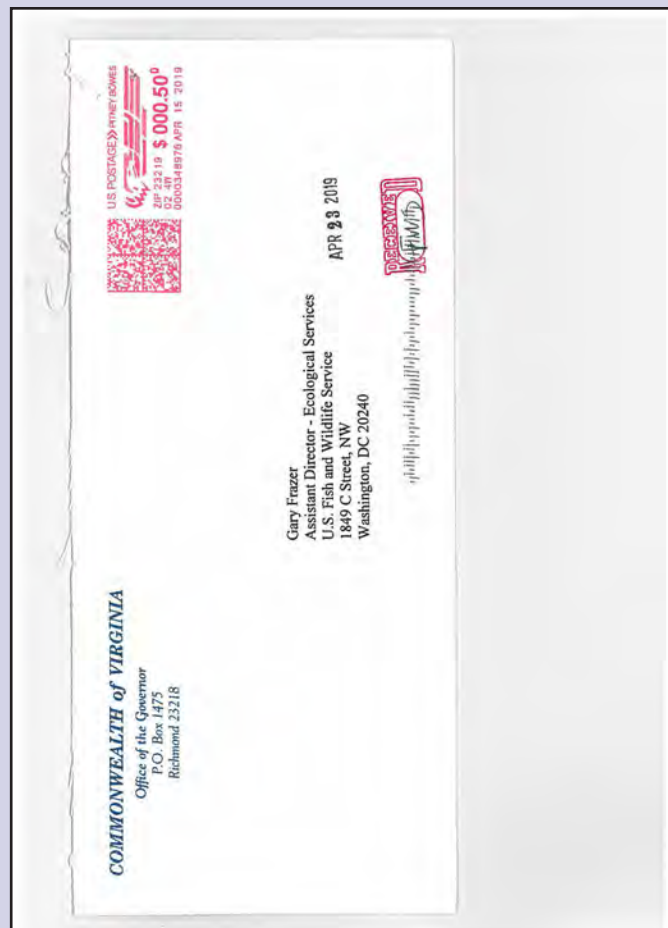 COMMONWEALTH of VIRGINIA
Office of the Governor
P.O. Box 1475
Richmond 23218
U.S. POSTAGE PITNEY BOWES
ZIP 23219 $ 000.50⁰
02 4W
0000348976 APR 15 2019
APR 23 2019
Gary Frazer
Assistant Director - Ecological Services
U.S. Fish and Wildlife Service
1849 C Street, NW
Washington, DC 20240